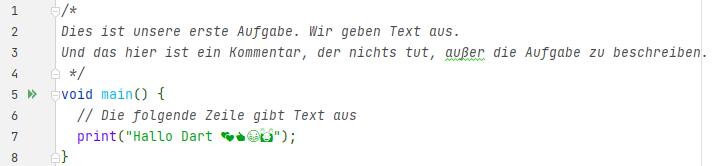 1 /*
2 Dies ist unsere erste Aufgabe. Wir geben Text aus.
3 Und das hier ist ein Kommentar, der nichts tut, außer die Aufgabe zu beschreiben.
4 */
5 void main() {
6 // Die folgende Zeile gibt Text aus
7 print("Hallo Dart 💕👍😂🐹");
8 }